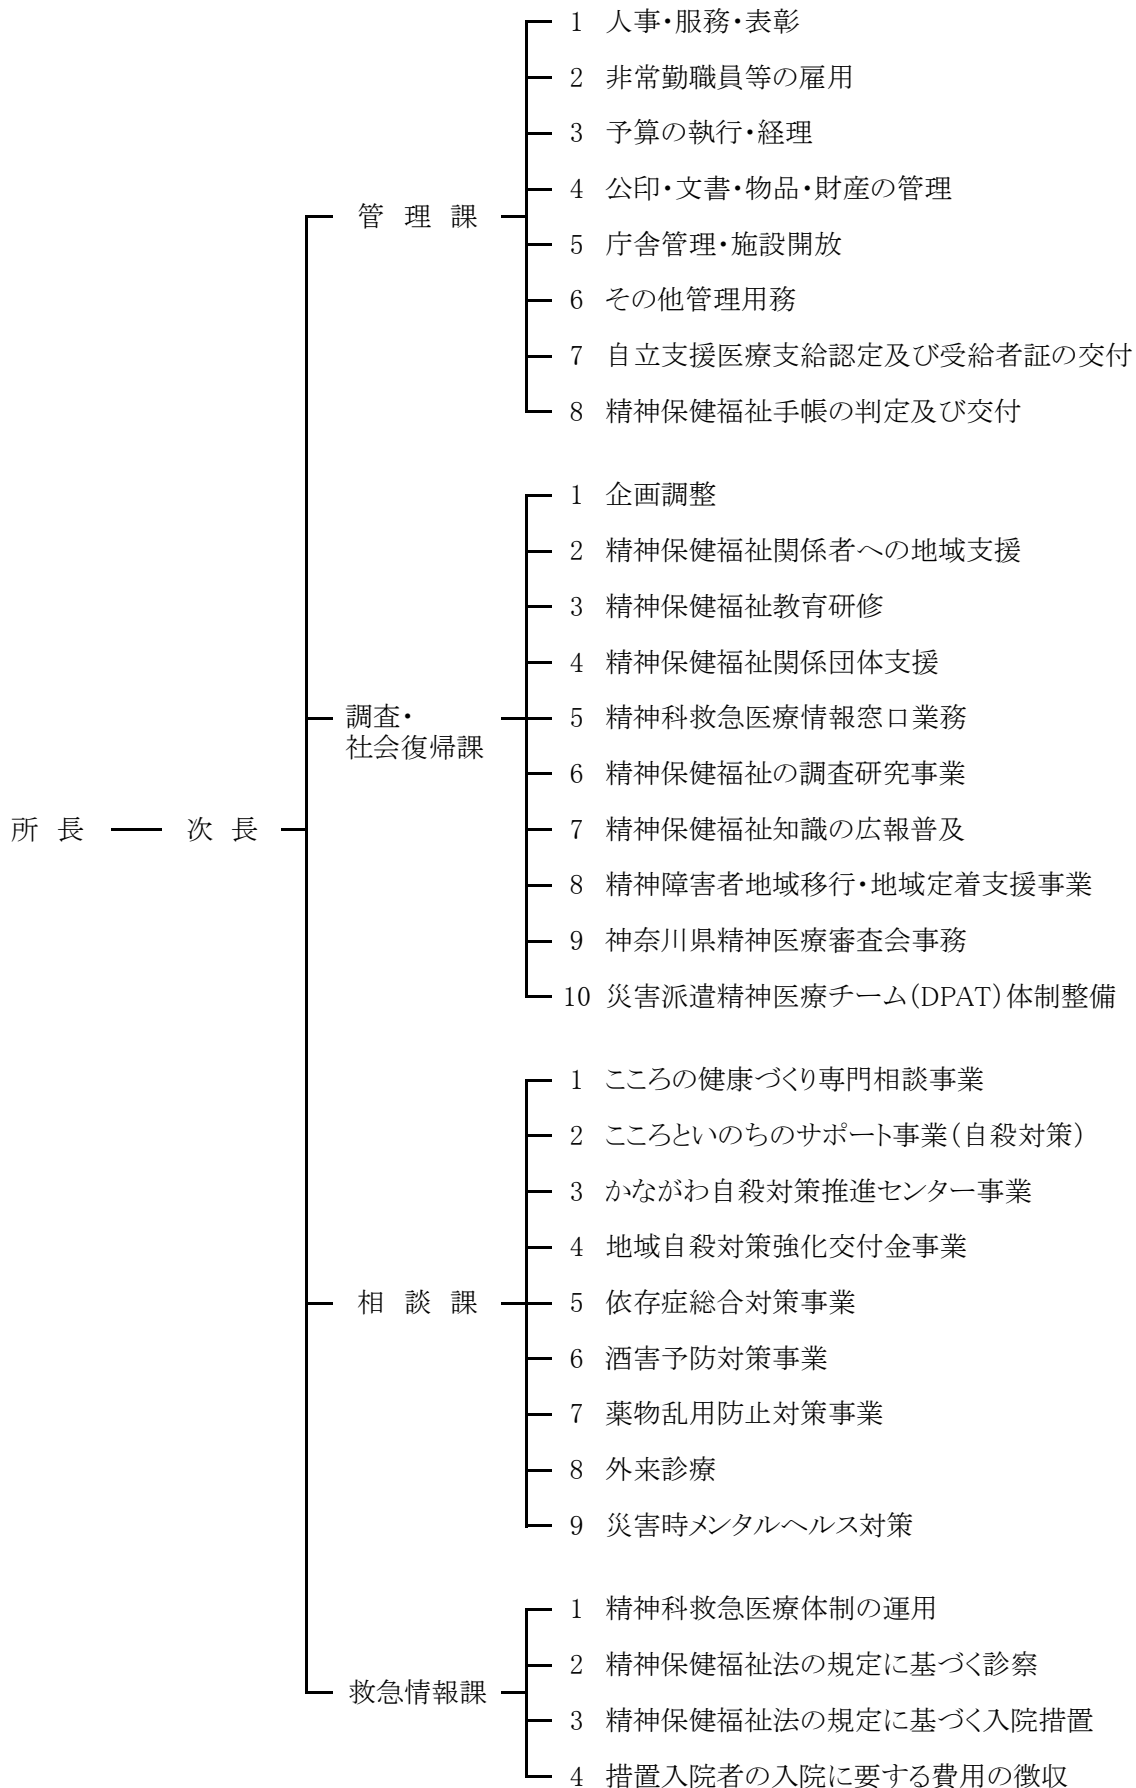 所 長
次 長
管 理 課
1 人事・服務・表彰
2 非常勤職員等の雇用
3 予算の執行・経理
4 公印・文書・物品・財産の管理
5 庁舎管理・施設開放
6 その他管理用務
7 自立支援医療支給認定及び受給者証の交付
8 精神保健福祉手帳の判定及び交付
調査・
社会復帰課
1 企画調整
2 精神保健福祉関係者への地域支援
3 精神保健福祉教育研修
4 精神保健福祉関係団体支援
5 精神科救急医療情報窓口業務
6 精神保健福祉の調査研究事業
7 精神保健福祉知識の広報普及
8 精神障害者地域移行・地域定着支援事業
9 神奈川県精神医療審査会事務
10 災害派遣精神医療チーム(DPAT)体制整備
相 談 課
1 こころの健康づくり専門相談事業
2 こころといのちのサポート事業(自殺対策)
3 かながわ自殺対策推進センター事業
4 地域自殺対策強化交付金事業
5 依存症総合対策事業
6 酒害予防対策事業
7 薬物乱用防止対策事業
8 外来診療
9 災害時メンタルヘルス対策
救急情報課
1 精神科救急医療体制の運用
2 精神保健福祉法の規定に基づく診察
3 精神保健福祉法の規定に基づく入院措置
4 措置入院者の入院に要する費用の徴収